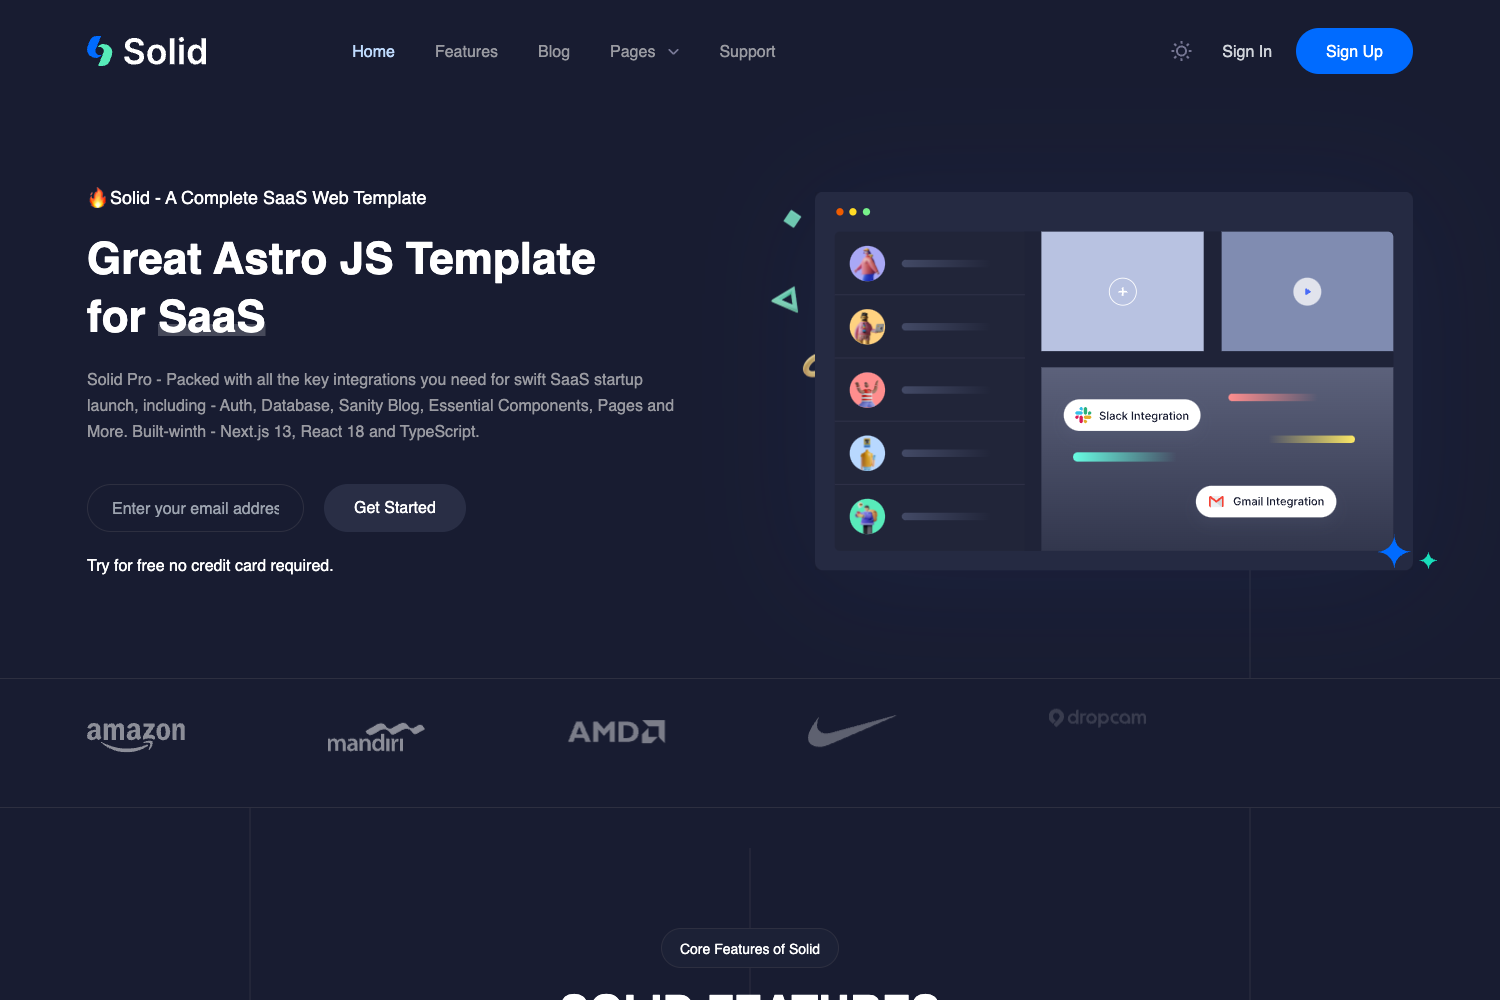 Solid
Home
Features
Blog
Pages
Support
Sign In
Sign Up
Solid - A Complete SaaS Web Template
Great Astro JS Template
for SaaS
Solid Pro - Packed with all the key integrations you need for swift SaaS startup
launch, including - Auth, Database, Sanity Blog, Essential Components, Pages and
More. Built-winth - Next.js 13, React 18 and TypeScript.
Enter your email addres
Get Started
Try for free no credit card required.
Slack Integration
Gmail Integration
amazon
mandiri
AMD
dropcam
Core Features of Solid
SOLID FEATURES